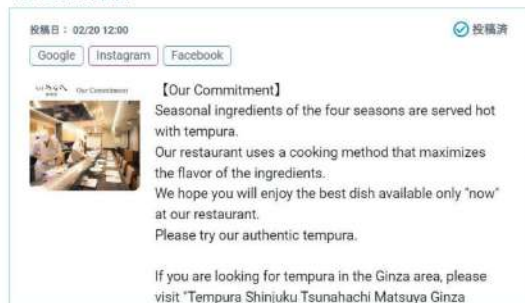 投稿日： 02/20 12:00
投稿済
Google Instagram Facebook
Our Commitment
【Our Commitment】
Seasonal ingredients of the four seasons are served hot
with tempura.
Our restaurant uses a cooking method that maximizes
the flavor of the ingredients.
We hope you will enjoy the best dish available only "now"
at our restaurant.
Please try our authentic tempura.
If you are looking for tempura in the Ginza area, please
visit "Tempura Shinjuku Tsunahachi Matsuya Ginza